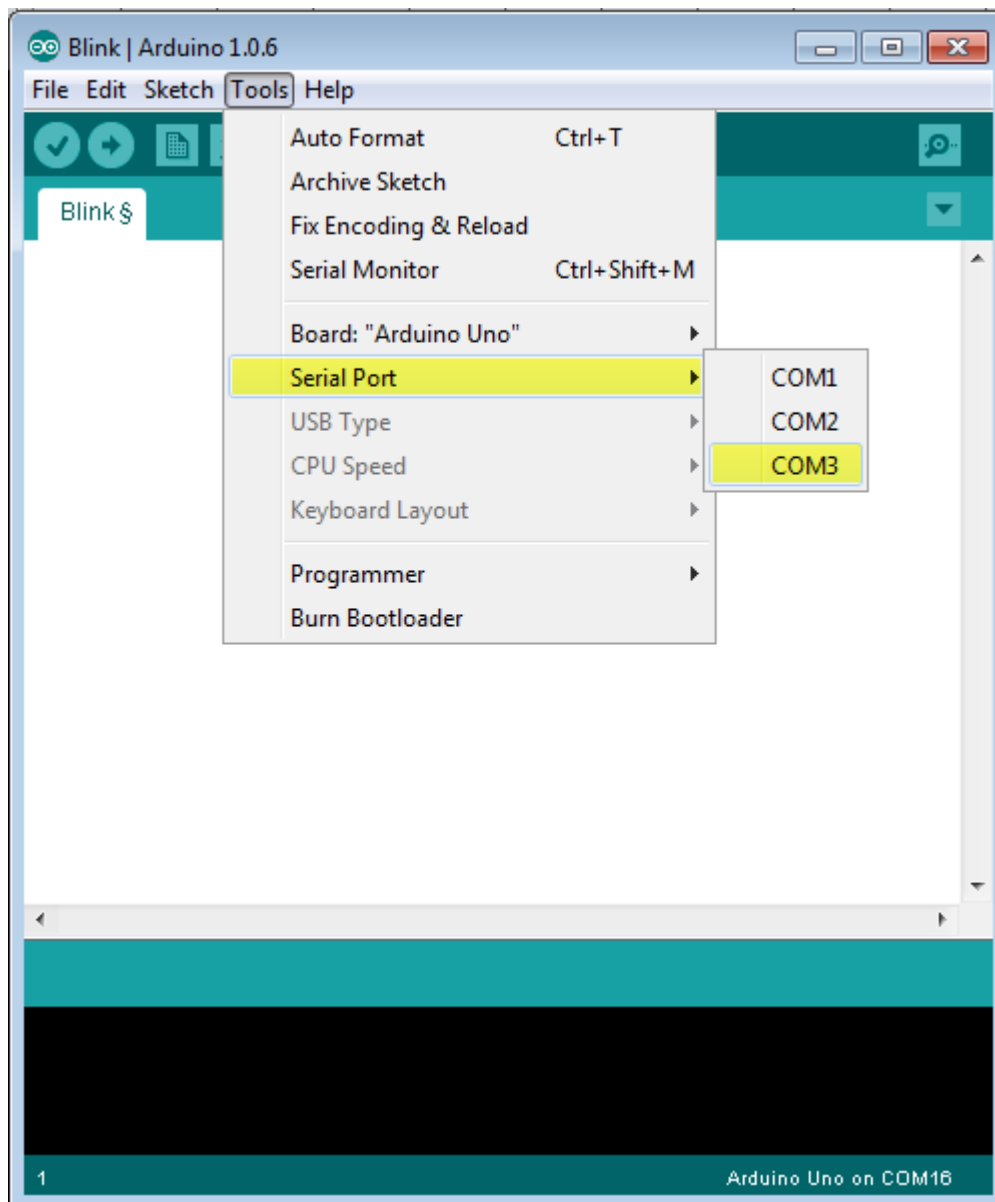 Blink | Arduino 1.0.6
File Edit Sketch Tools Help
Auto Format Ctrl+T
Archive Sketch
Blink §
Fix Encoding & Reload
Serial Monitor Ctrl+Shift+M
Board: "Arduino Uno"
Serial Port
COM1
USB Type
COM2
CPU Speed
COM3
Keyboard Layout
Programmer
Burn Bootloader
1 Arduino Uno on COM16